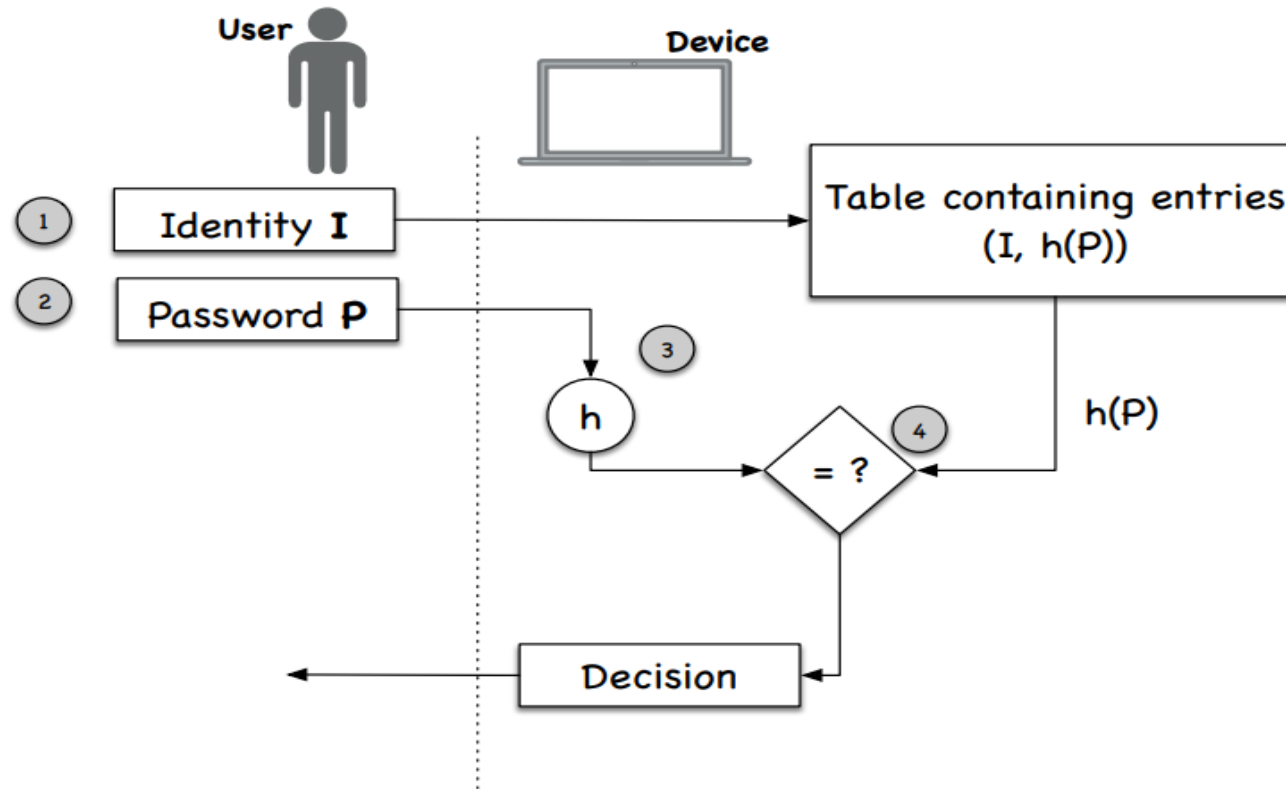 User
Device
1
Identity I
Table containing entries
(I, h(P))
2
Password P
3
h
4
= ?
h(P)
Decision